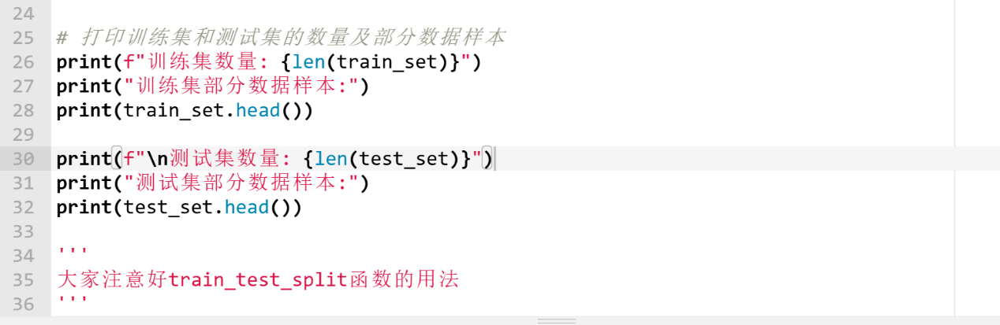 24
25 # 打印训练集和测试集的数量及部分数据样本
26 print(f"训练集数量: {len(train_set)}")
27 print("训练集部分数据样本:")
28 print(train_set.head())
29
30 print(f"\n测试集数量: {len(test_set)}")
31 print("测试集部分数据样本:")
32 print(test_set.head())
33
34 '''
35 大家注意好train_test_split函数的用法
36 '''